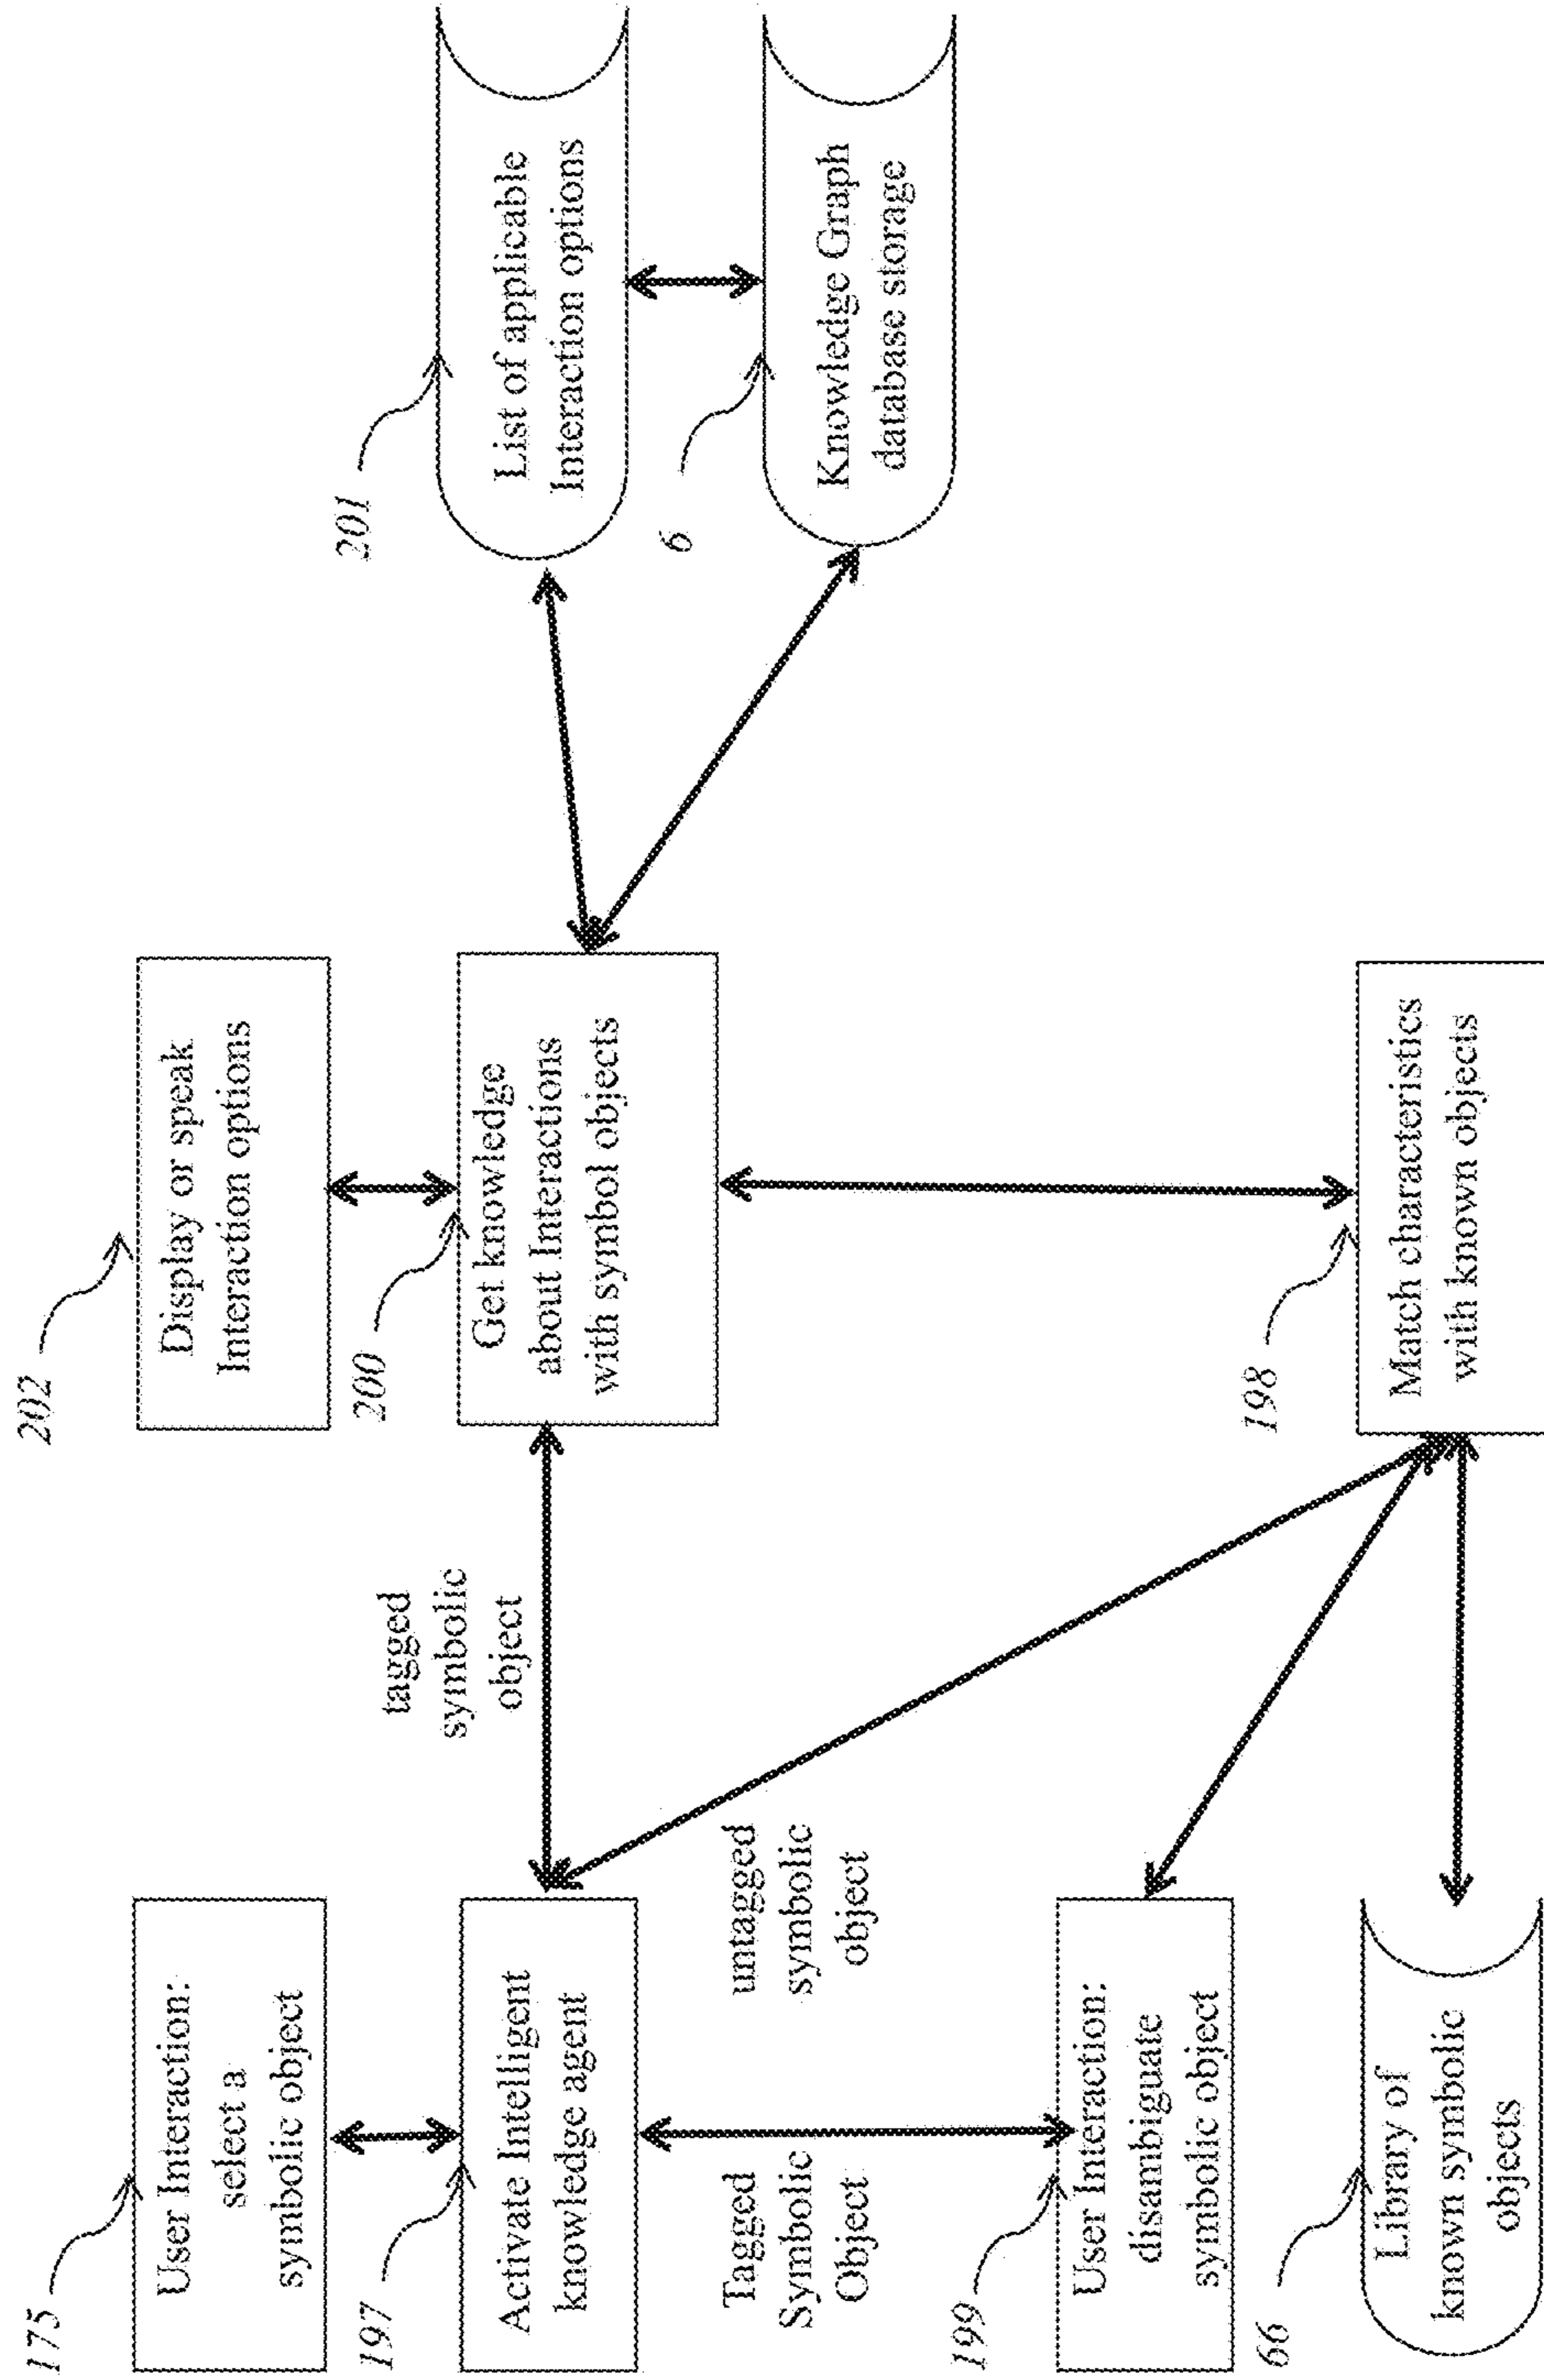 175
User Interaction:
select a
symbolic object
197
Activate Intelligent
knowledge agent
Tagged
Symbolic
Object
untagged
symbolic
object
199
User Interaction:
disambiguate
symbolic object
66
Library of
known symbolic
objects
tagged
symbolic
object
202
Display or speak
Interaction options
200
Get knowledge
about Interactions
with symbol objects
198
Match characteristics
with known objects
201
List of applicable
Interaction options
6
Knowledge Graph
database storage